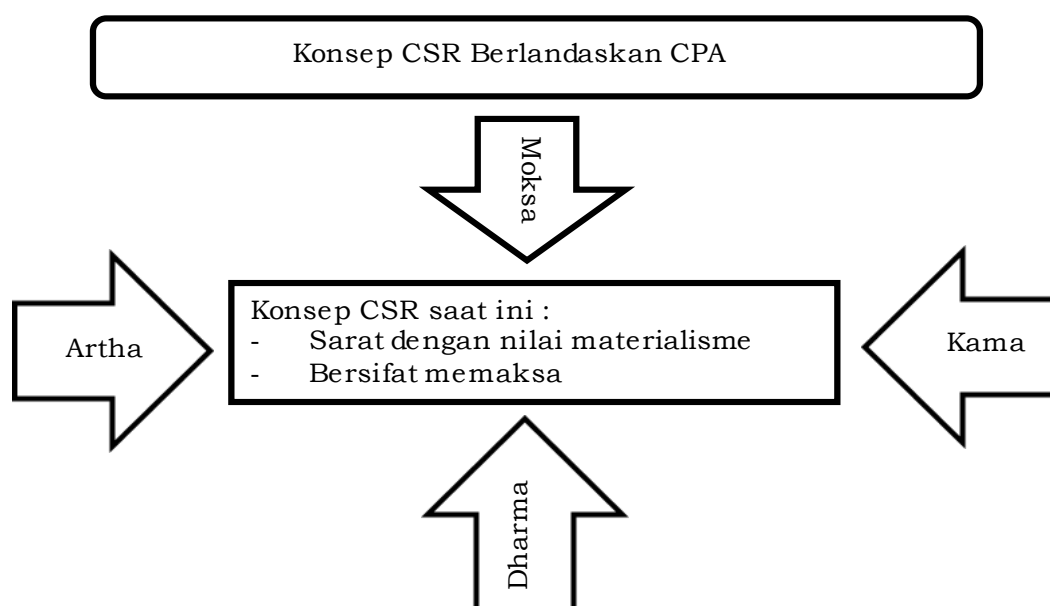 Konsep CSR Berlandaskan CPA
Moksa
Konsep CSR saat ini :
- Sarat dengan nilai materialisme
- Bersifat memaksa
Artha
Kama
Dharma